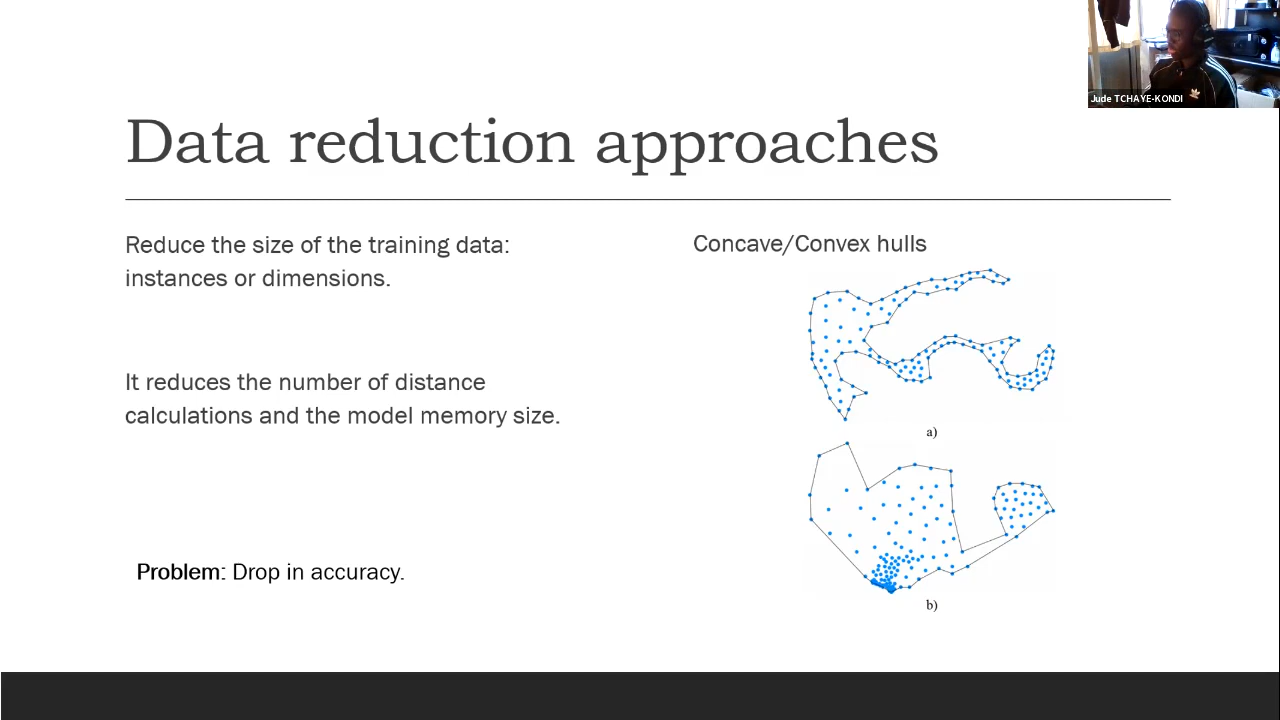 Jude TCHAYE-KONDI
Data reduction approaches
Reduce the size of the training data:
instances or dimensions.
It reduces the number of distance
calculations and the model memory size.
Problem: Drop in accuracy.
Concave/Convex hulls
a)
b)